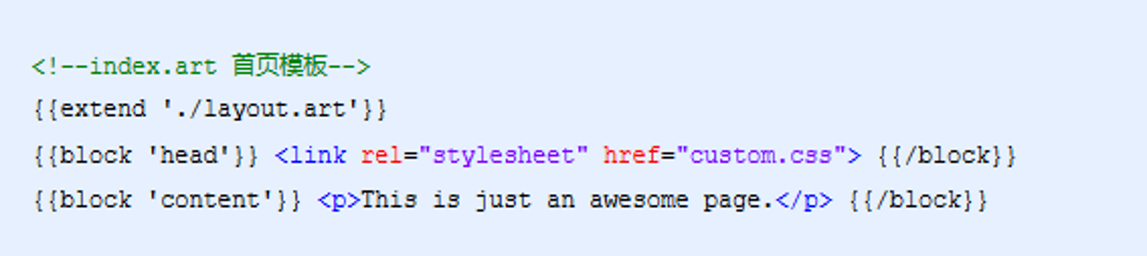 <!--index.art 首页模板-->
{{extend './layout.art'}}
{{block 'head'}} <link rel="stylesheet" href="custom.css"> {{/block}}
{{block 'content'}} <p>This is just an awesome page.</p> {{/block}}